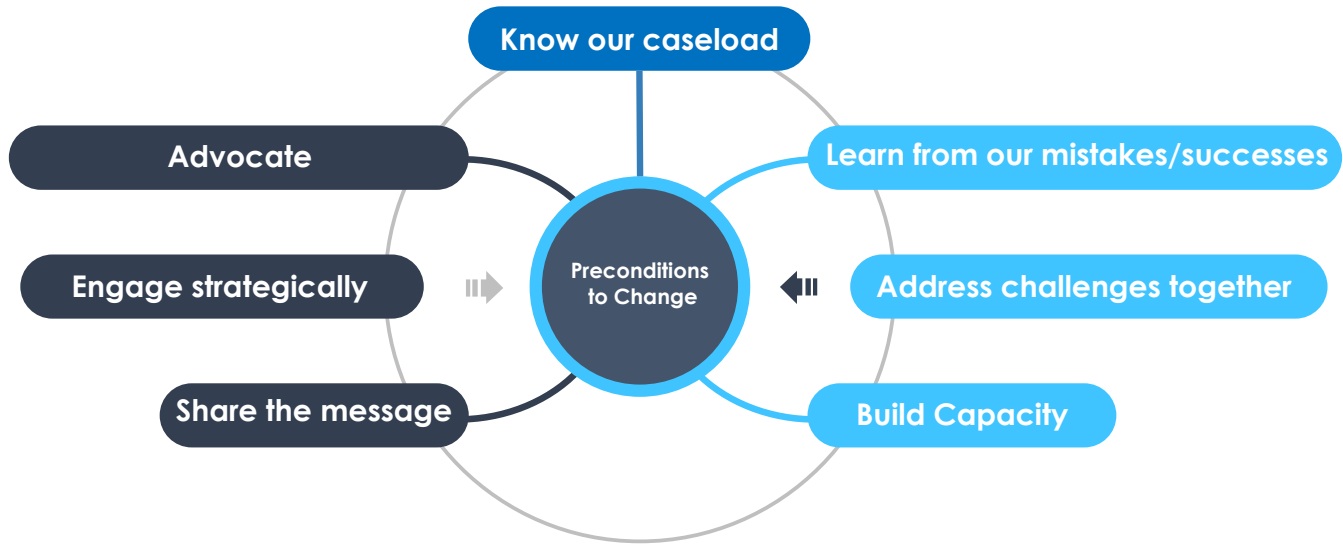 Know our caseload
Advocate
Learn from our mistakes/successes
Engage strategically
Preconditions
to Change
Address challenges together
Share the message
Build Capacity